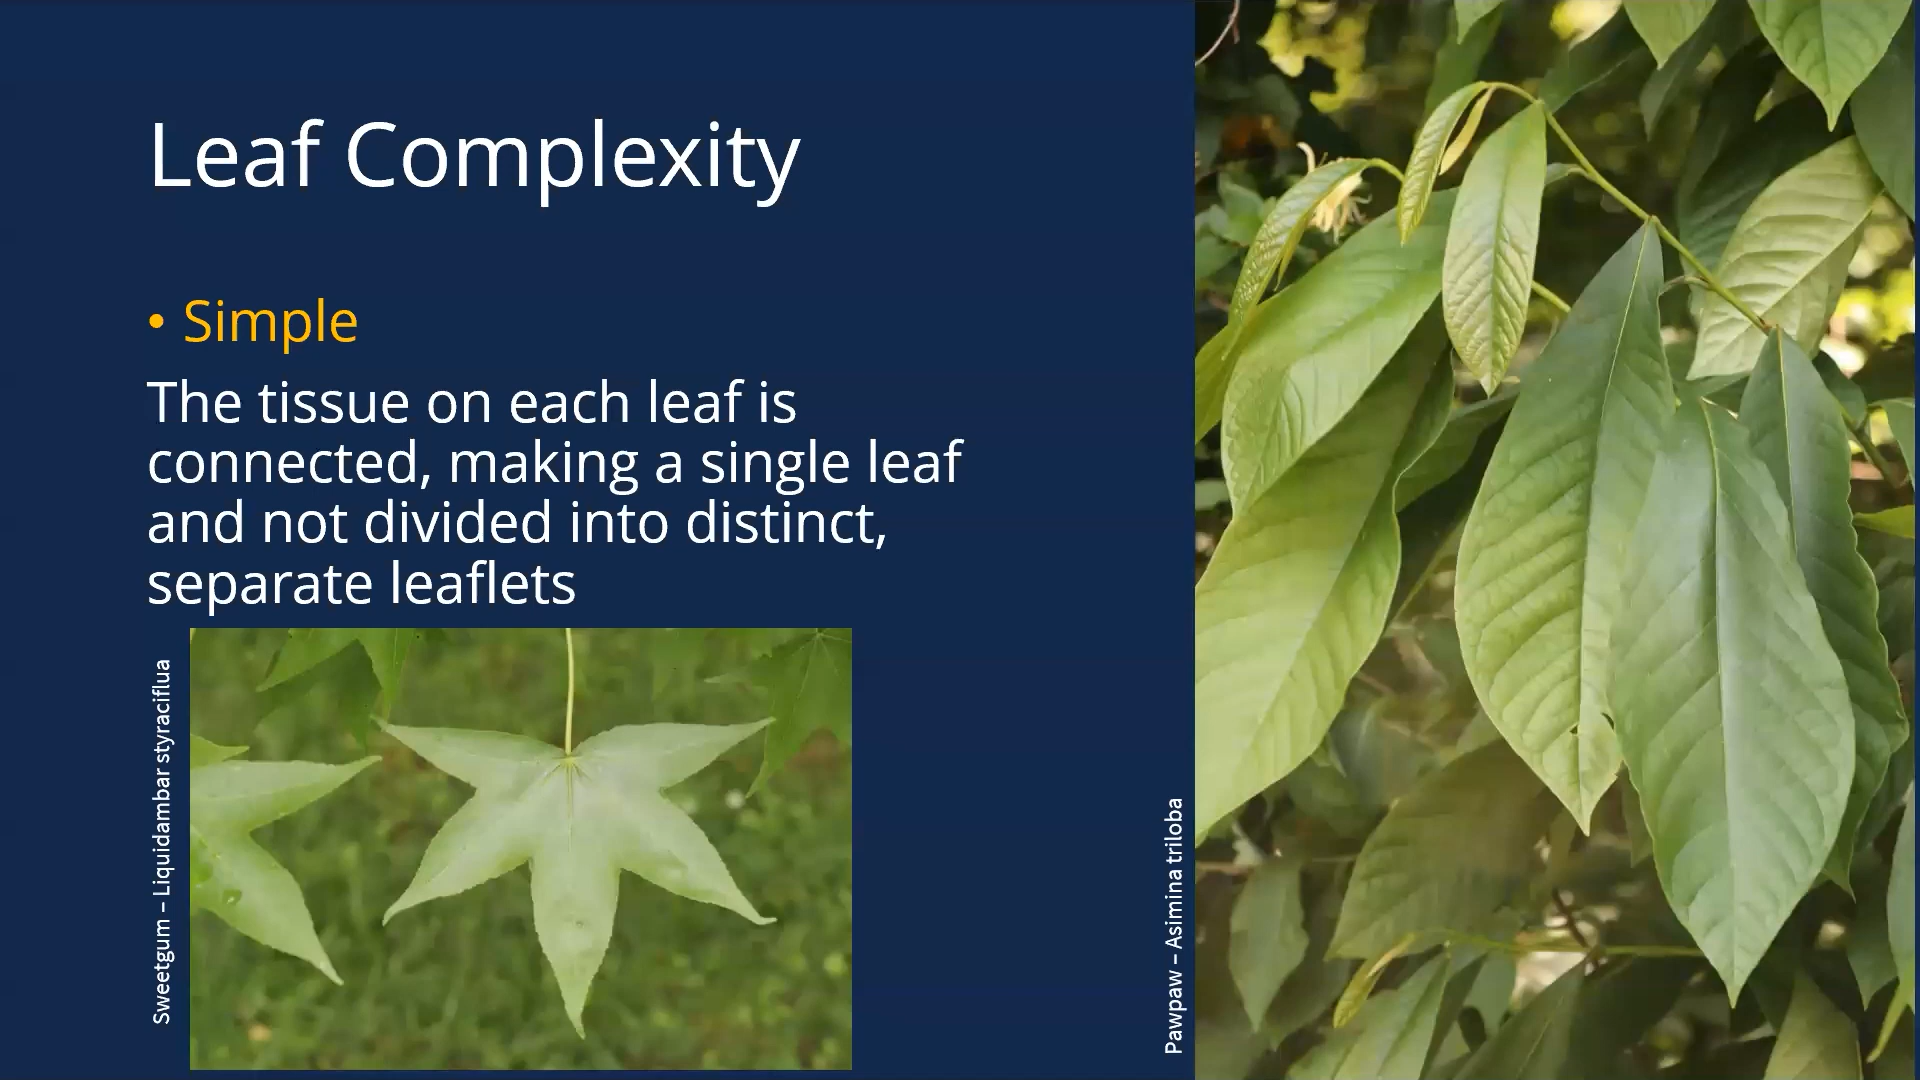 Leaf Complexity
• Simple
The tissue on each leaf is
connected, making a single leaf
and not divided into distinct,
separate leaflets
Sweetgum – Liquidambar styraciflua
Pawpaw – Asimina triloba